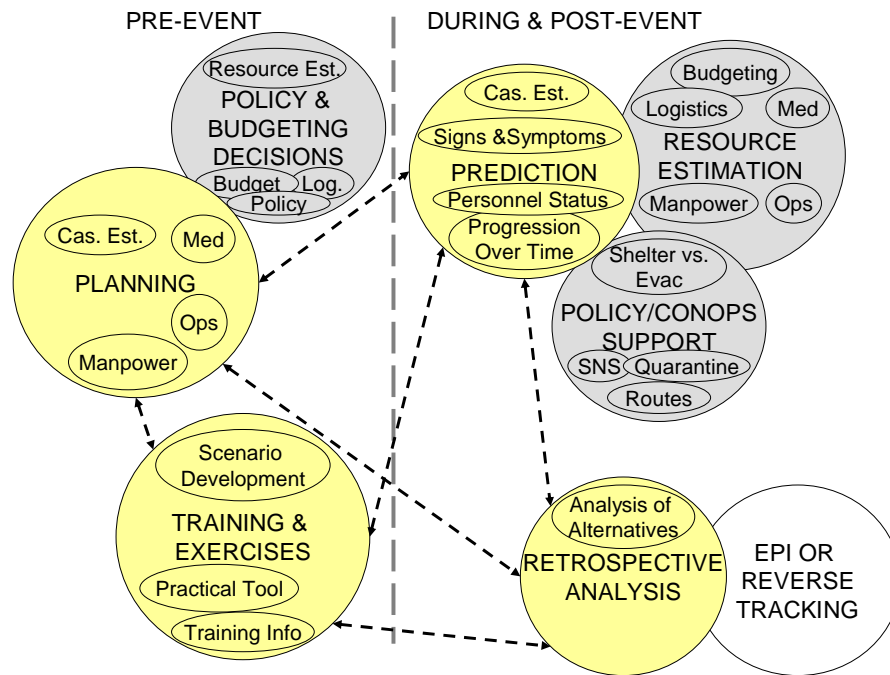 PRE-EVENT
DURING & POST-EVENT
Resource Est.
POLICY &
BUDGETING
DECISIONS
Budget
Log.
Policy
Cas. Est.
Med
PLANNING
Ops
Manpower
Scenario
Development
TRAINING &
EXERCISES
Practical Tool
Training Info
Cas. Est.
Signs &Symptoms
PREDICTION
Personnel Status
Progression
Over Time
Budgeting
Logistics
Med
RESOURCE
ESTIMATION
Manpower
Ops
Shelter vs.
Evac
POLICY/CONOPS
SUPPORT
SNS
Quarantine
Routes
Analysis of
Alternatives
RETROSPECTIVE
ANALYSIS
EPI OR
REVERSE
TRACKING